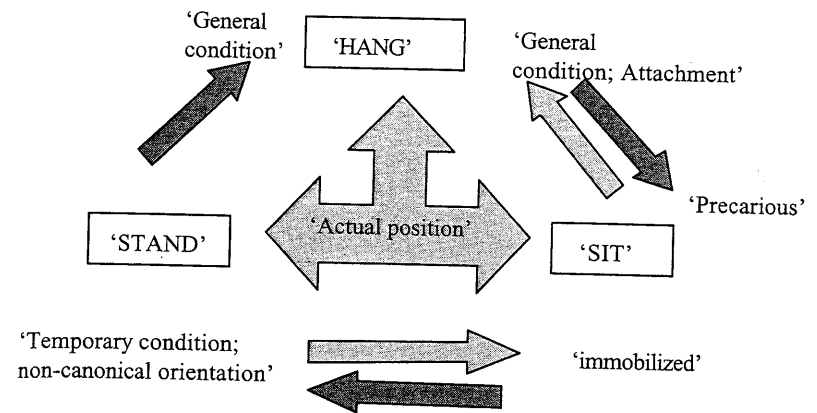 ‘General
condition’
‘HANG’
‘General
condition; Attachment’
‘Precarious’
‘STAND’
‘Actual position’
‘SIT’
‘Temporary condition;
non-canonical orientation’
‘immobilized’